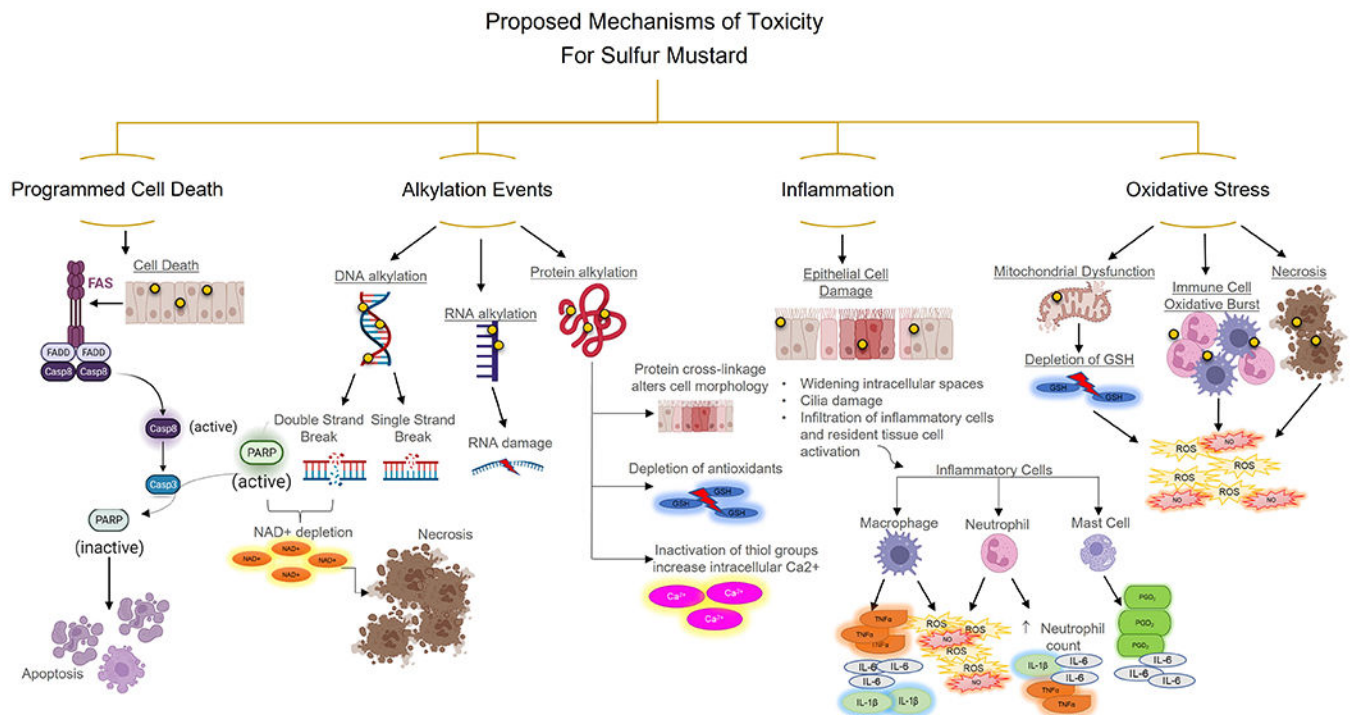 Proposed Mechanisms of Toxicity
For Sulfur Mustard
Programmed Cell Death
Alkylation Events
Inflammation
Oxidative Stress
Cell Death
FAS
FADD
FADD
Casp8
Casp8
Casp8
(active)
Casp3
PARP
(active)
PARP
(inactive)
Apoptosis
DNA alkylation
RNA alkylation
Protein alkylation
Double Strand
Break
Single Strand
Break
RNA damage
NAD+ depletion
NAD+
NAD+
NAD+
NAD+
Necrosis
Protein cross-linkage
alters cell morphology
Depletion of antioxidants
GSH
GSH
GSH
Inactivation of thiol groups
increase intracellular Ca2+
Ca²⁺
Ca²⁺
Ca²⁺
Epithelial Cell
Damage
• Widening intracellular spaces
• Cilia damage
• Infiltration of inflammatory cells
and resident tissue cell
activation
Inflammatory Cells
Macrophage
Neutrophil
Mast Cell
TNFα
TNFα
TNFα
IL-6
IL-6
IL-6
IL-1β
IL-1β
ROS
ROS
NO
ROS
ROS
NO
↑ Neutrophil
count
IL-1β
IL-6
IL-6
TNFα
TNFα
PGD₂
PGD₂
PGD₂
IL-6
IL-6
IL-6
Mitochondrial Dysfunction
Immune Cell
Oxidative Burst
Necrosis
Depletion of GSH
GSH
GSH
ROS
NO
ROS
ROS
NO
ROS
NO